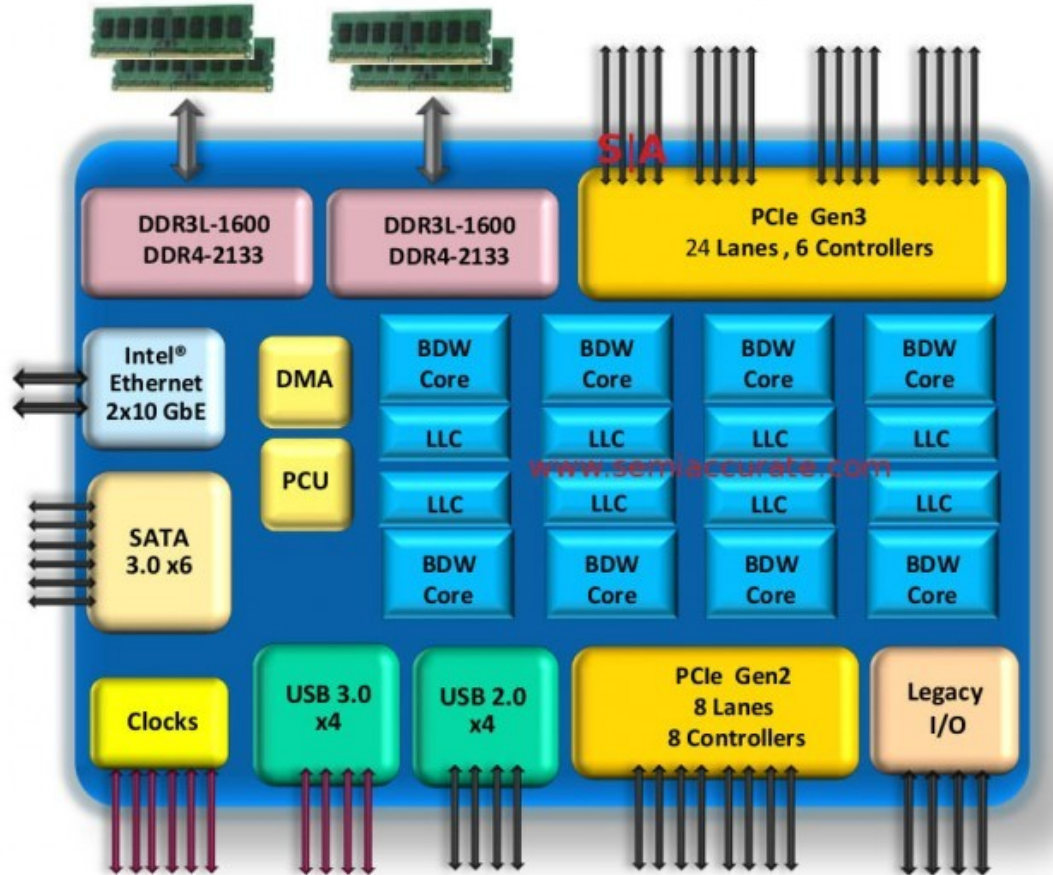 S|A
DDR3L-1600
DDR4-2133
DDR3L-1600
DDR4-2133
PCIe Gen3
24 Lanes , 6 Controllers
Intel®
Ethernet
2x10 GbE
DMA
PCU
SATA
3.0 x6
BDW
Core
BDW
Core
BDW
Core
BDW
Core
LLC
LLC
LLC
LLC
www.semiaccurate.com
LLC
LLC
LLC
LLC
BDW
Core
BDW
Core
BDW
Core
BDW
Core
Clocks
USB 3.0
x4
USB 2.0
x4
PCIe Gen2
8 Lanes
8 Controllers
Legacy
I/O